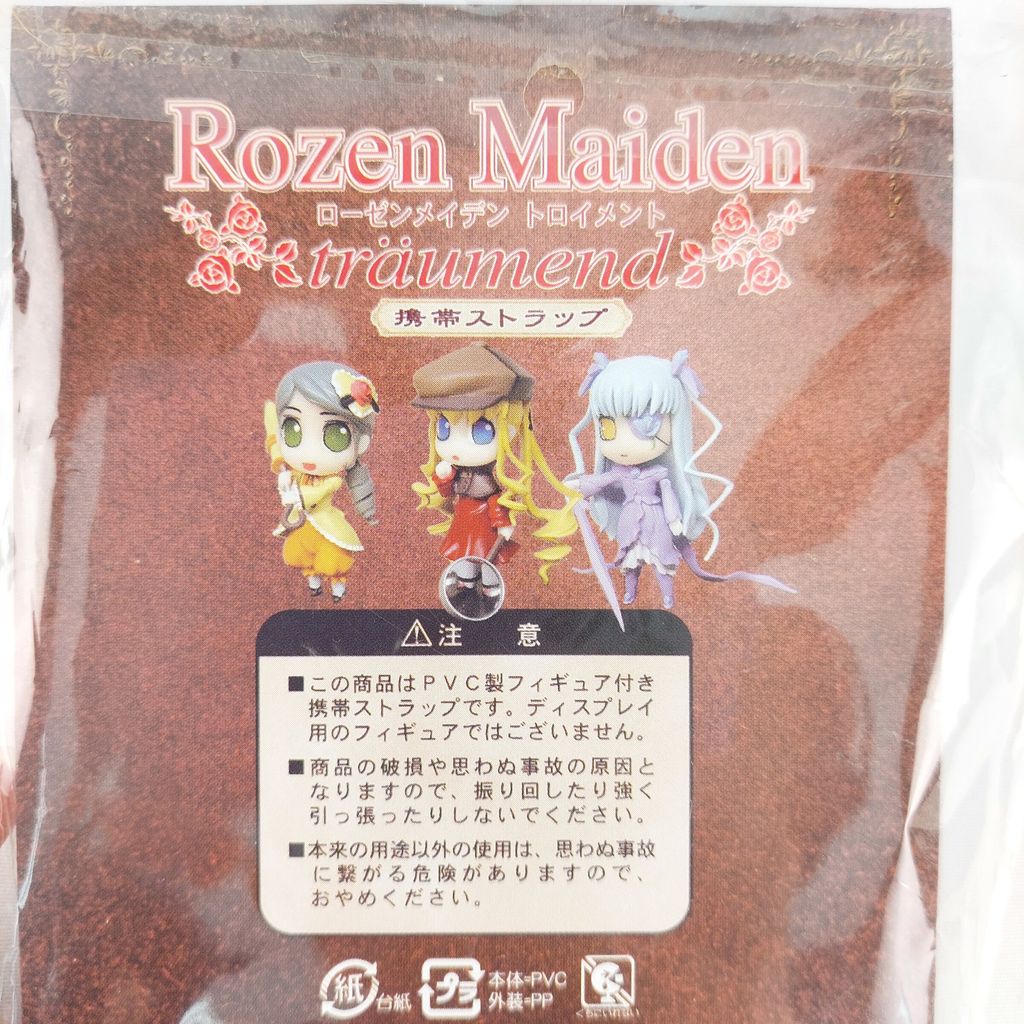 Rozen Maiden
ローゼンメイデン トロイメント
träumend
携帯ストラップ
注 意
■この商品はＰＶＣ製フィギュア付き
携帯ストラップです。ディスプレイ
用のフィギュアではございません。
■商品の破損や思わぬ事故の原因と
なりますので、振り回したり強く
引っ張ったりしないでください。
■本来の用途以外の使用は、思わぬ事故
に繋がる危険がありますので、
おやめください。
紙 台紙
プラ 本体=PVC
外装=PP
くちにいれない